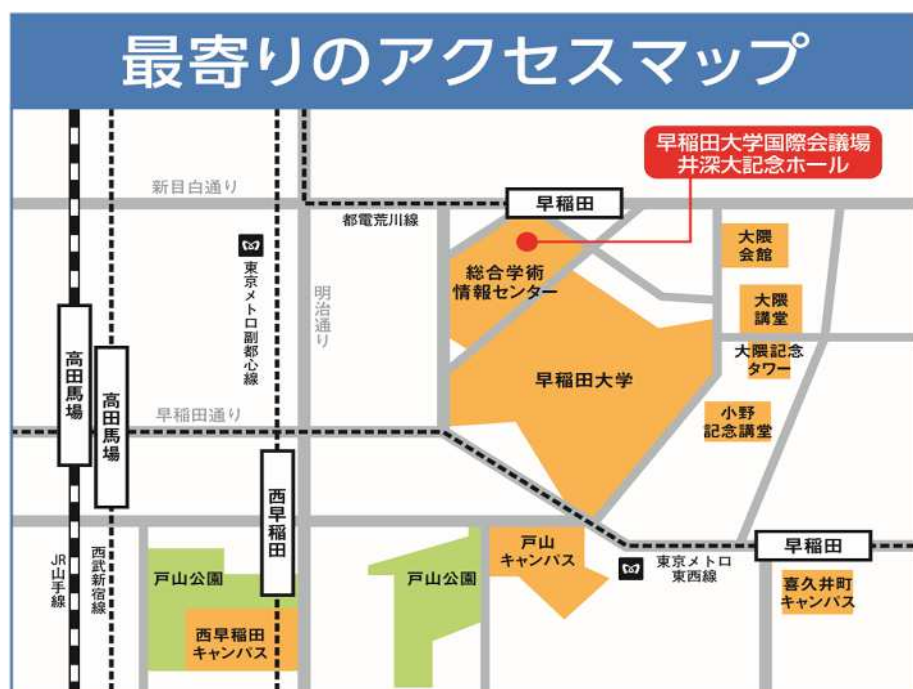 最寄りのアクセスマップ
早稲田大学国際会議場
井深大記念ホール
新目白通り
早稲田
都電荒川線
大隈
会館
総合学術
情報センター
東京メトロ副都心線
明治通り
大隈
講堂
高田馬場
高田馬場
大隈記念
タワー
早稲田大学
早稲田通り
小野
記念講堂
西早稲田
戸山
キャンパス
早稲田
東京メトロ
東西線
JR山手線
西武新宿線
戸山公園
戸山公園
喜久井町
キャンパス
西早稲田
キャンパス